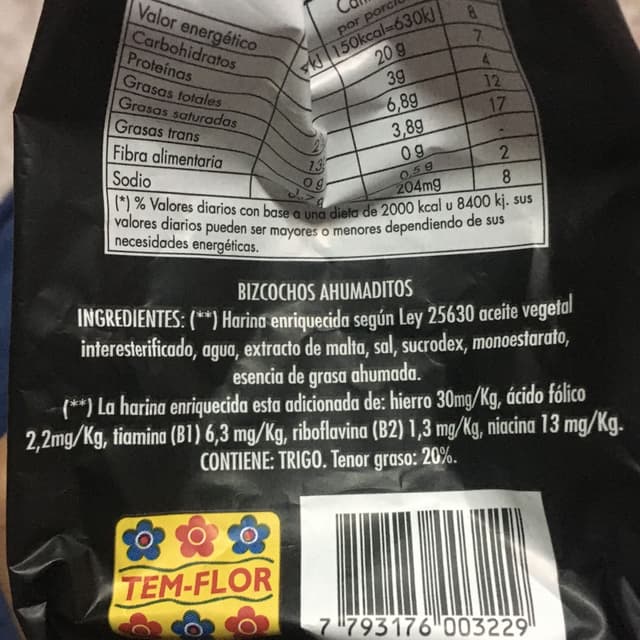 por porción
Valor energético 150kcal=630kJ 8
Carbohidratos 20 g 7
Proteínas 3g 4
Grasas totales 6,8g 12
Grasas saturadas 3,8g 17
Grasas trans 0 g -
Fibra alimentaria 0,5 g 2
Sodio 204mg 8
(*) % Valores diarios con base a una dieta de 2000 kcal u 8400 kj. sus
valores diarios pueden ser mayores o menores dependiendo de sus
necesidades energéticas.
BIZCOCHOS AHUMADITOS
INGREDIENTES: (**) Harina enriquecida según Ley 25630 aceite vegetal
interesterificado, agua, extracto de malta, sal, sucrodex, monoestarato,
esencia de grasa ahumada.
(**) La harina enriquecida esta adicionada de: hierro 30mg/Kg, ácido fólico
2,2mg/Kg, tiamina (B1) 6,3 mg/Kg, riboflavina (B2) 1,3 mg/Kg, niacina 13 mg/Kg.
CONTIENE: TRIGO. Tenor graso: 20%.
TEM-FLOR
7 793176 003229